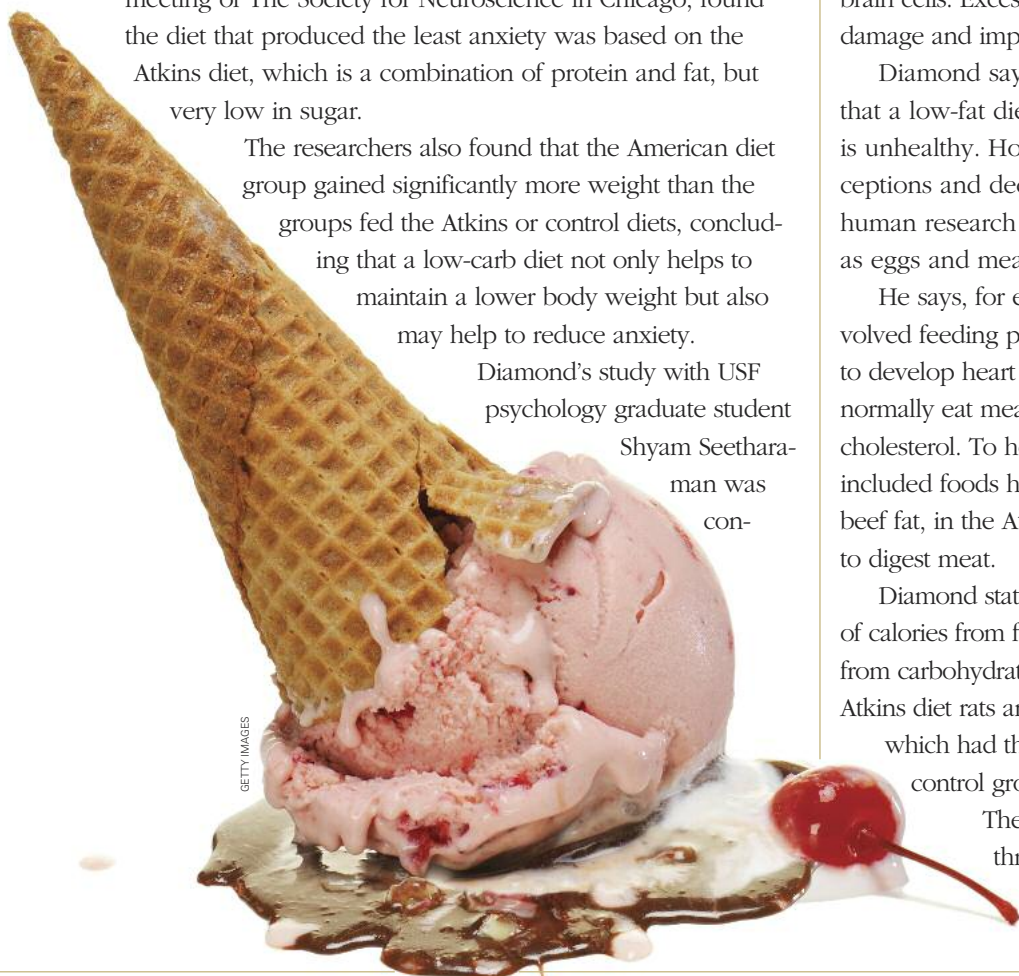 meeting of The Society for Neuroscience in Chicago, found
the diet that produced the least anxiety was based on the
Atkins diet, which is a combination of protein and fat, but
very low in sugar.
The researchers also found that the American diet
group gained significantly more weight than the
groups fed the Atkins or control diets, conclud-
ing that a low-carb diet not only helps to
maintain a lower body weight but also
may help to reduce anxiety.
Diamond’s study with USF
psychology graduate student
Shyam Seethara-
man was
con-
GETTY IMAGES
brain cells. Exces
damage and imp
Diamond say
that a low-fat die
is unhealthy. Ho
ceptions and dec
human research
as eggs and mea
He says, for e
volved feeding p
to develop heart
normally eat mea
cholesterol. To h
included foods h
beef fat, in the A
to digest meat.
Diamond stat
of calories from f
from carbohydrat
Atkins diet rats a
which had th
control gro
The
thr